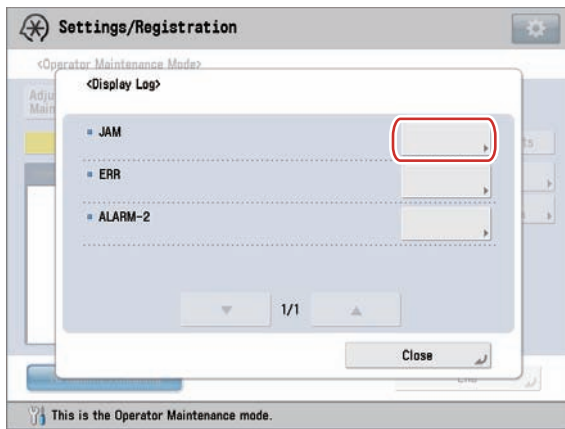 Settings/Registration
<Operator Maintenance Mode>
<Display Log>
JAM
ERR
ALARM-2
1/1
Close
This is the Operator Maintenance mode.